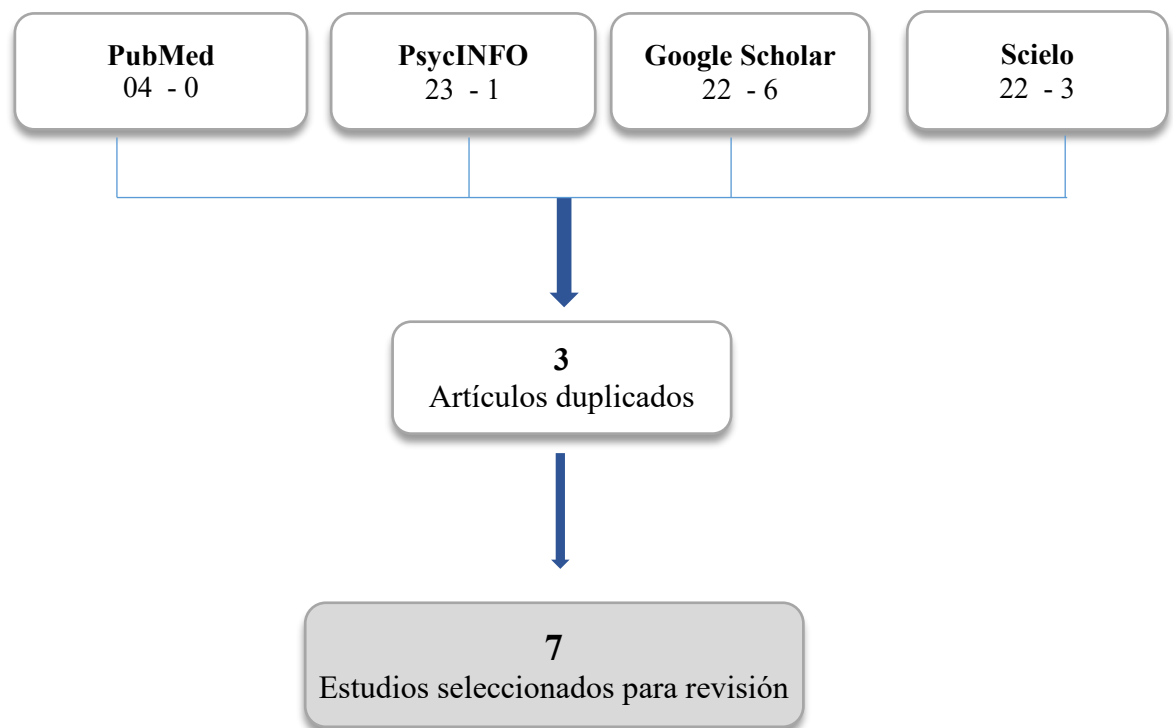 PubMed
04 - 0
PsycINFO
23 - 1
Google Scholar
22 - 6
Scielo
22 - 3
3
Artículos duplicados
7
Estudios seleccionados para revisión